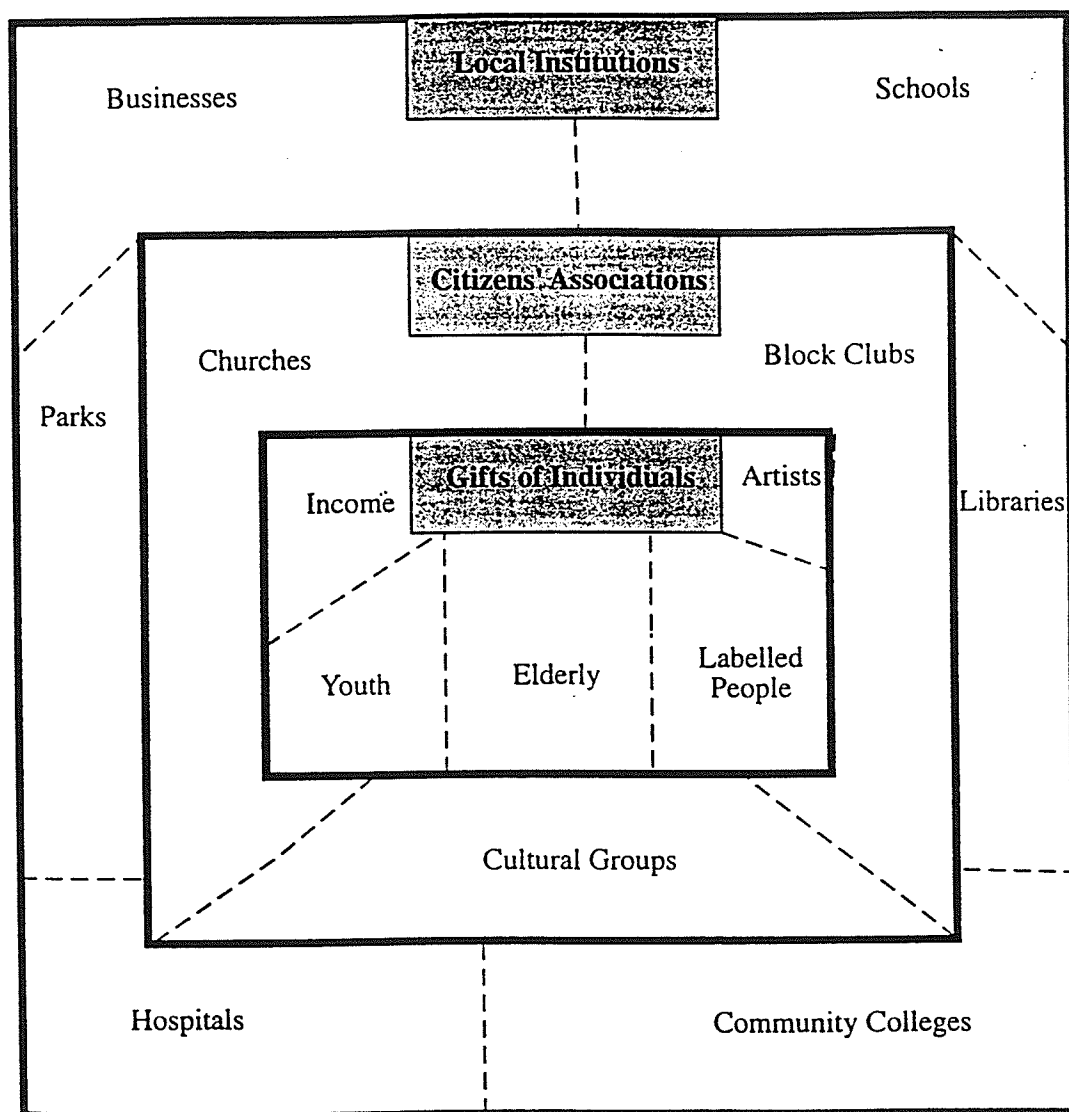 Local Institutions
Businesses
Schools
Citizens' Associations
Churches
Block Clubs
Parks
Gifts of Individuals
Income
Artists
Libraries
Youth
Elderly
Labelled
People
Cultural Groups
Hospitals
Community Colleges